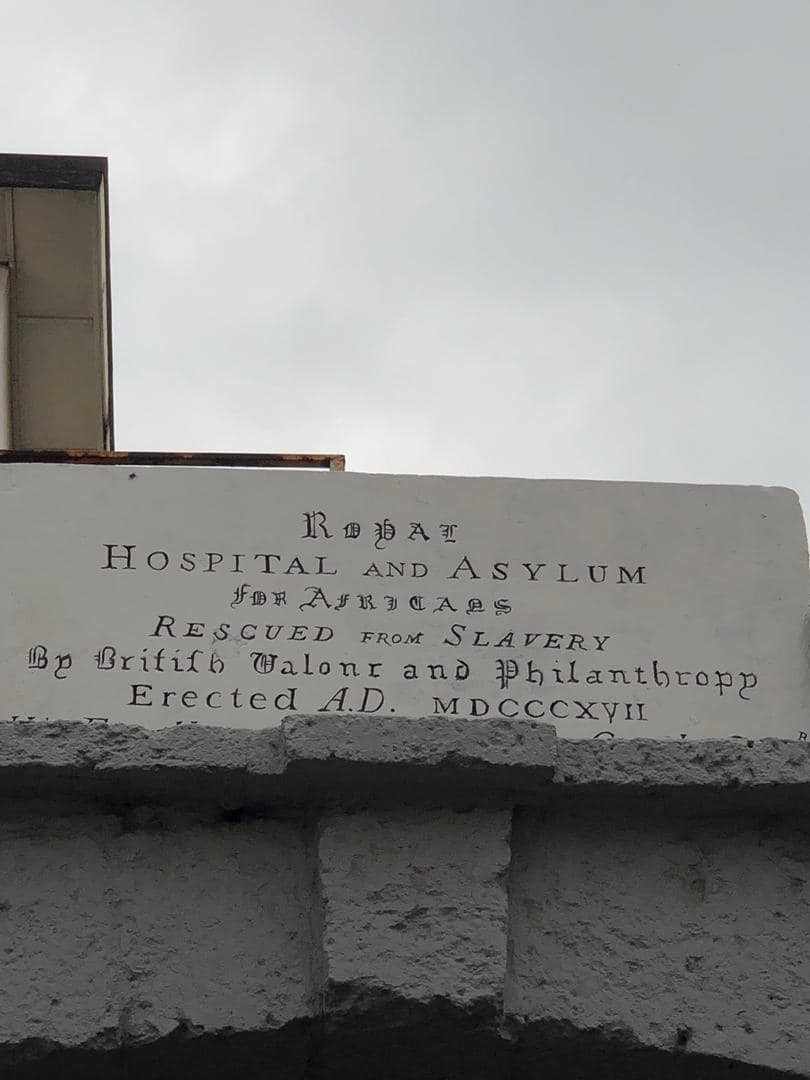 Royal
HOSPITAL AND ASYLUM
for AFRICANS
RESCUED FROM SLAVERY
By Britiſh Valour and Philanthropy
Erected A.D. MDCCCXVII